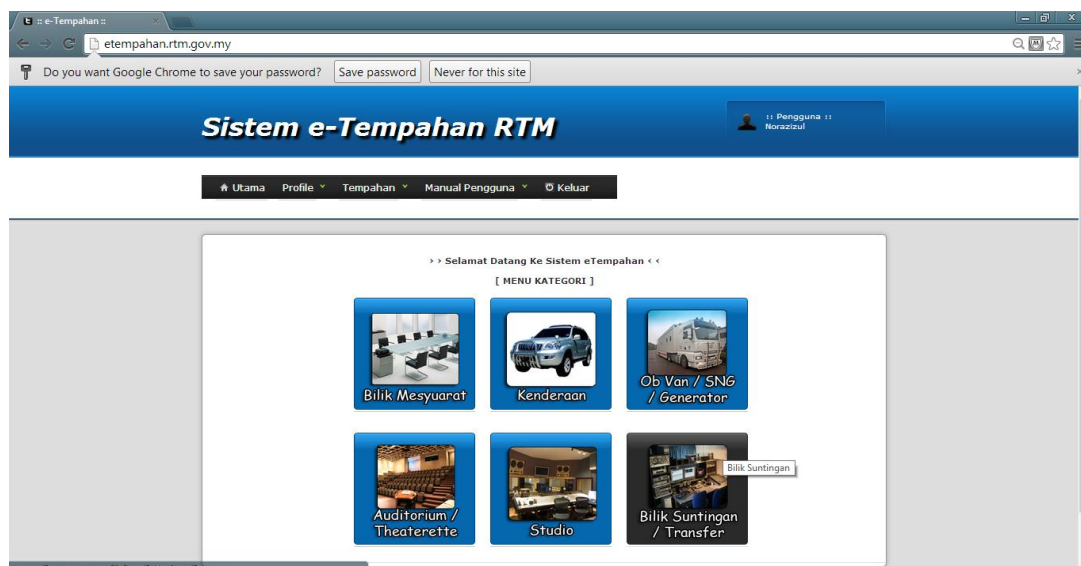 :: e-Tempahan ::
etempahan.rtm.gov.my
Do you want Google Chrome to save your password? Save password Never for this site
Sistem e-Tempahan RTM
:: Pengguna ::
Norazizul
Utama Profile Tempahan Manual Pengguna Keluar
› › Selamat Datang Ke Sistem eTempahan ‹ ‹
[ MENU KATEGORI ]
Bilik Mesyuarat
Kenderaan
Ob Van / SNG
/ Generator
Auditorium /
Theaterette
Studio
Bilik Suntingan
/ Transfer
Bilik Suntingan